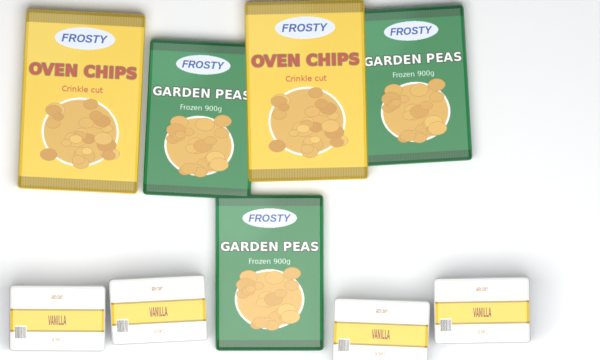 FROSTY
OVEN CHIPS
Crinkle cut
FROSTY
GARDEN PEAS
Frozen 900g
FROSTY
OVEN CHIPS
Crinkle cut
FROSTY
GARDEN PEAS
Frozen 900g
FROSTY
GARDEN PEAS
Frozen 900g
VANILLA
VANILLA
VANILLA
VANILLA